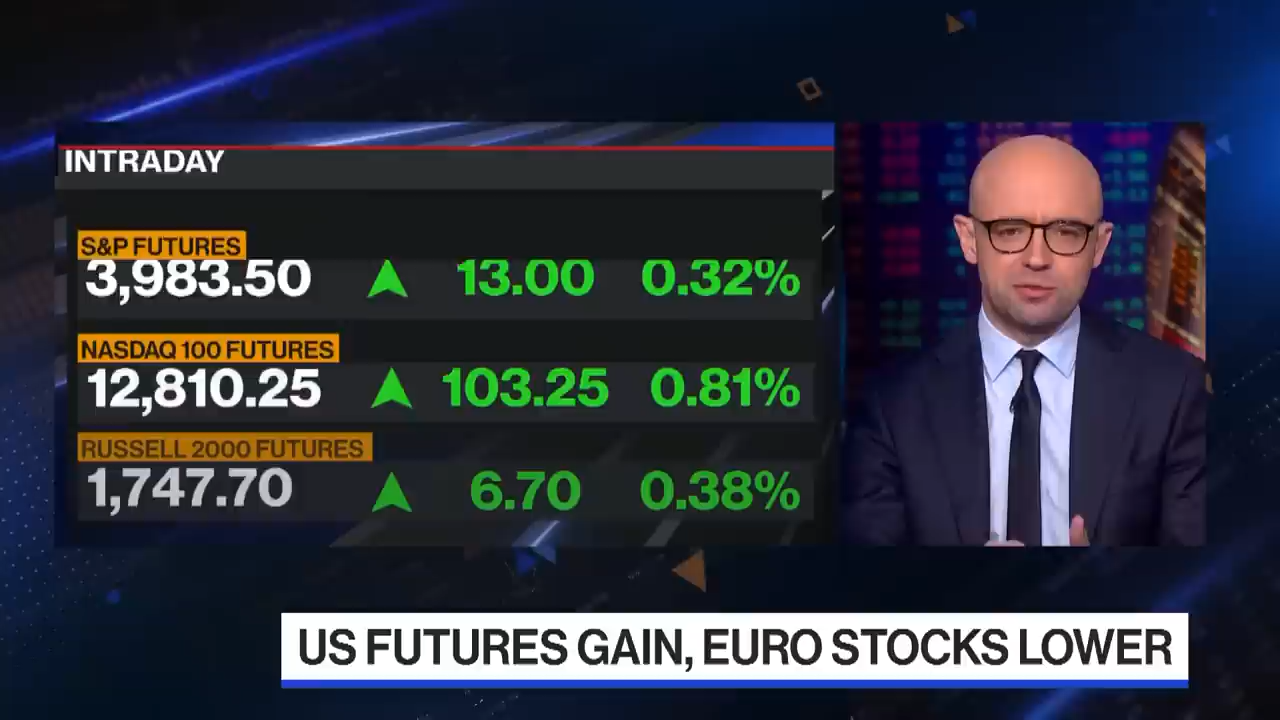 INTRADAY
S&P FUTURES
3,983.50 ▲ 13.00 0.32%
NASDAQ 100 FUTURES
12,810.25 ▲ 103.25 0.81%
RUSSELL 2000 FUTURES
1,747.70 ▲ 6.70 0.38%
US FUTURES GAIN, EURO STOCKS LOWER